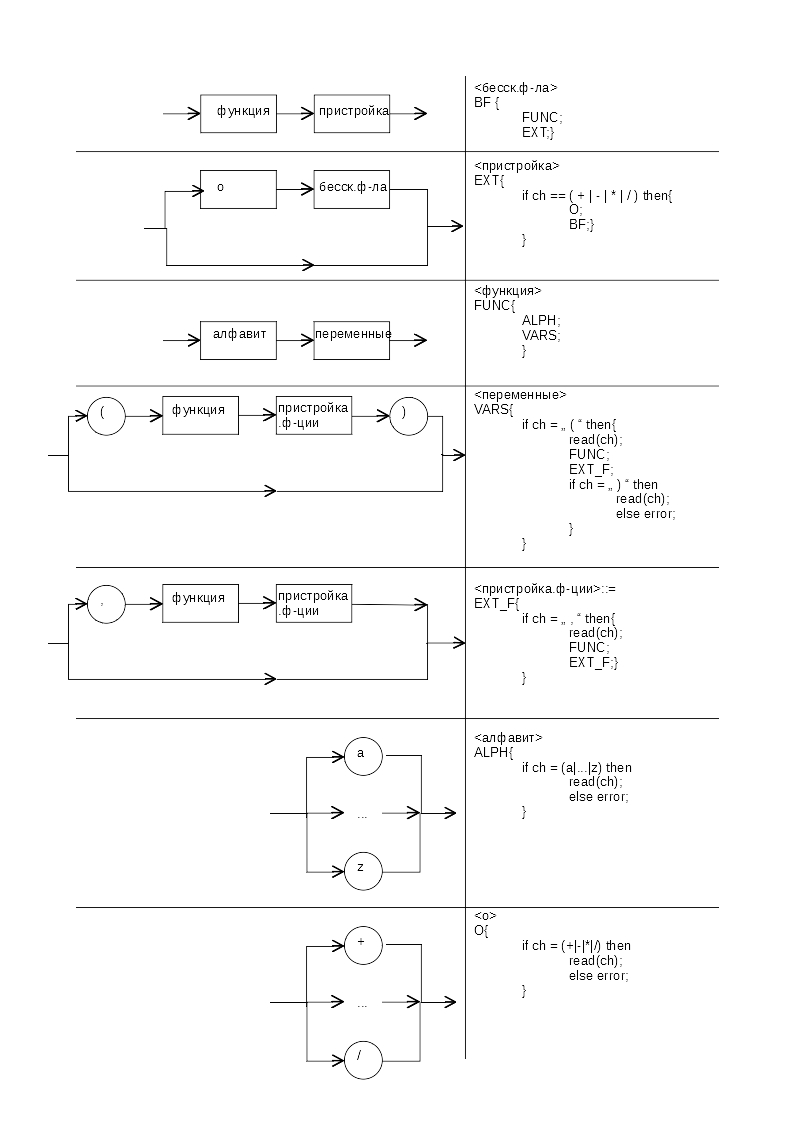 функция пристройка
<бесск.ф-ла>
BF {
FUNC;
EXT;}
о бесск.ф-ла
<пристройка>
EXT{
if ch == ( + | - | * | / ) then{
O;
BF;}
}
алфавит переменные
<функция>
FUNC{
ALPH;
VARS;
}
( функция пристройка )
.ф-ции
<переменные>
VARS{
if ch = „ ( “ then{
read(ch);
FUNC;
EXT_F;
if ch = „ ) “ then
read(ch);
else error;
}
}
, функция пристройка
.ф-ции
<пристройка.ф-ции>::=
EXT_F{
if ch = „ , “ then{
read(ch);
FUNC;
EXT_F;}
}
a
...
z
<алфавит>
ALPH{
if ch = (a|...|z) then
read(ch);
else error;
}
+
...
/
<о>
O{
if ch = (+|-|*|/) then
read(ch);
else error;
}